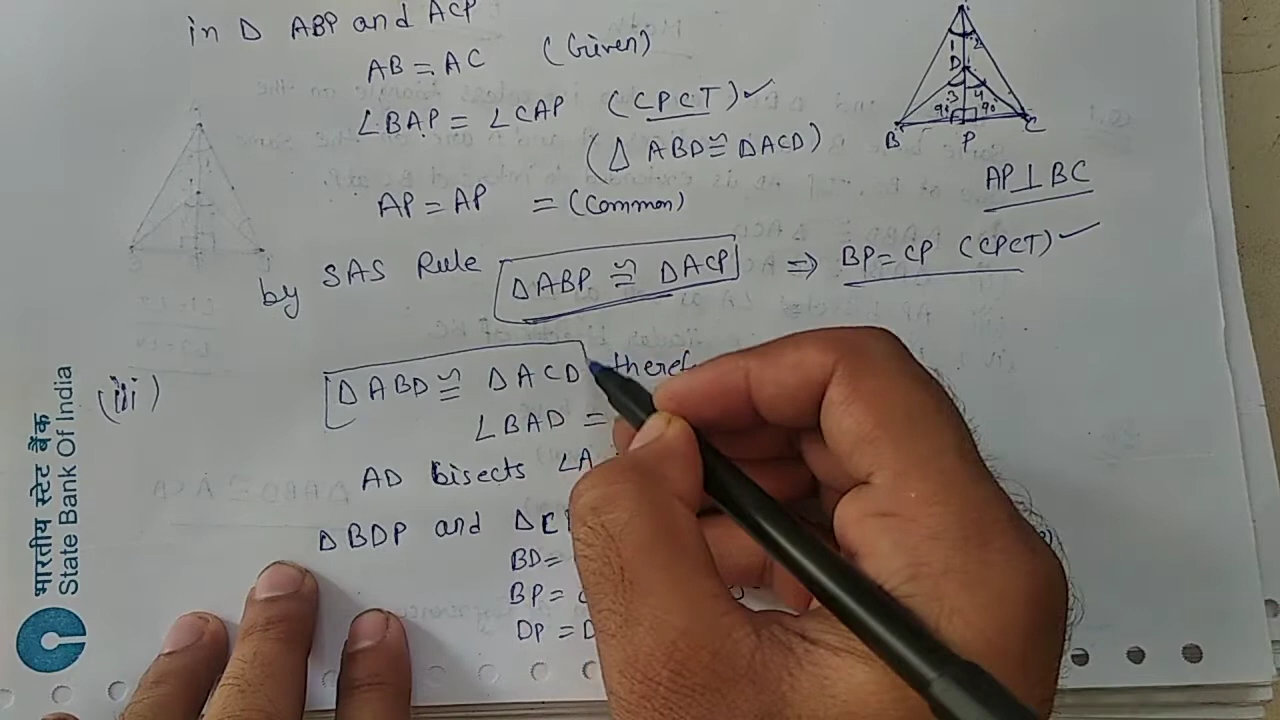 in Δ ABP and ACP
AB = AC (Given)
∠BAP = ∠CAP (CPCT) ✓
(Δ ABD ≅ ΔACD)
AP = AP = (Common)
by SAS Rule ΔABP ≅ ΔACP ⇒ BP = CP (CPCT) ✓
1 2
D
3 4
90 90
B P C
AP ⊥ BC
(iii) ΔABD ≅ ΔACD
∠BAD =
AD bisects ∠A
ΔBDP and
BD =
BP =
DP =
भारतीय स्टेट बैंक
State Bank Of India